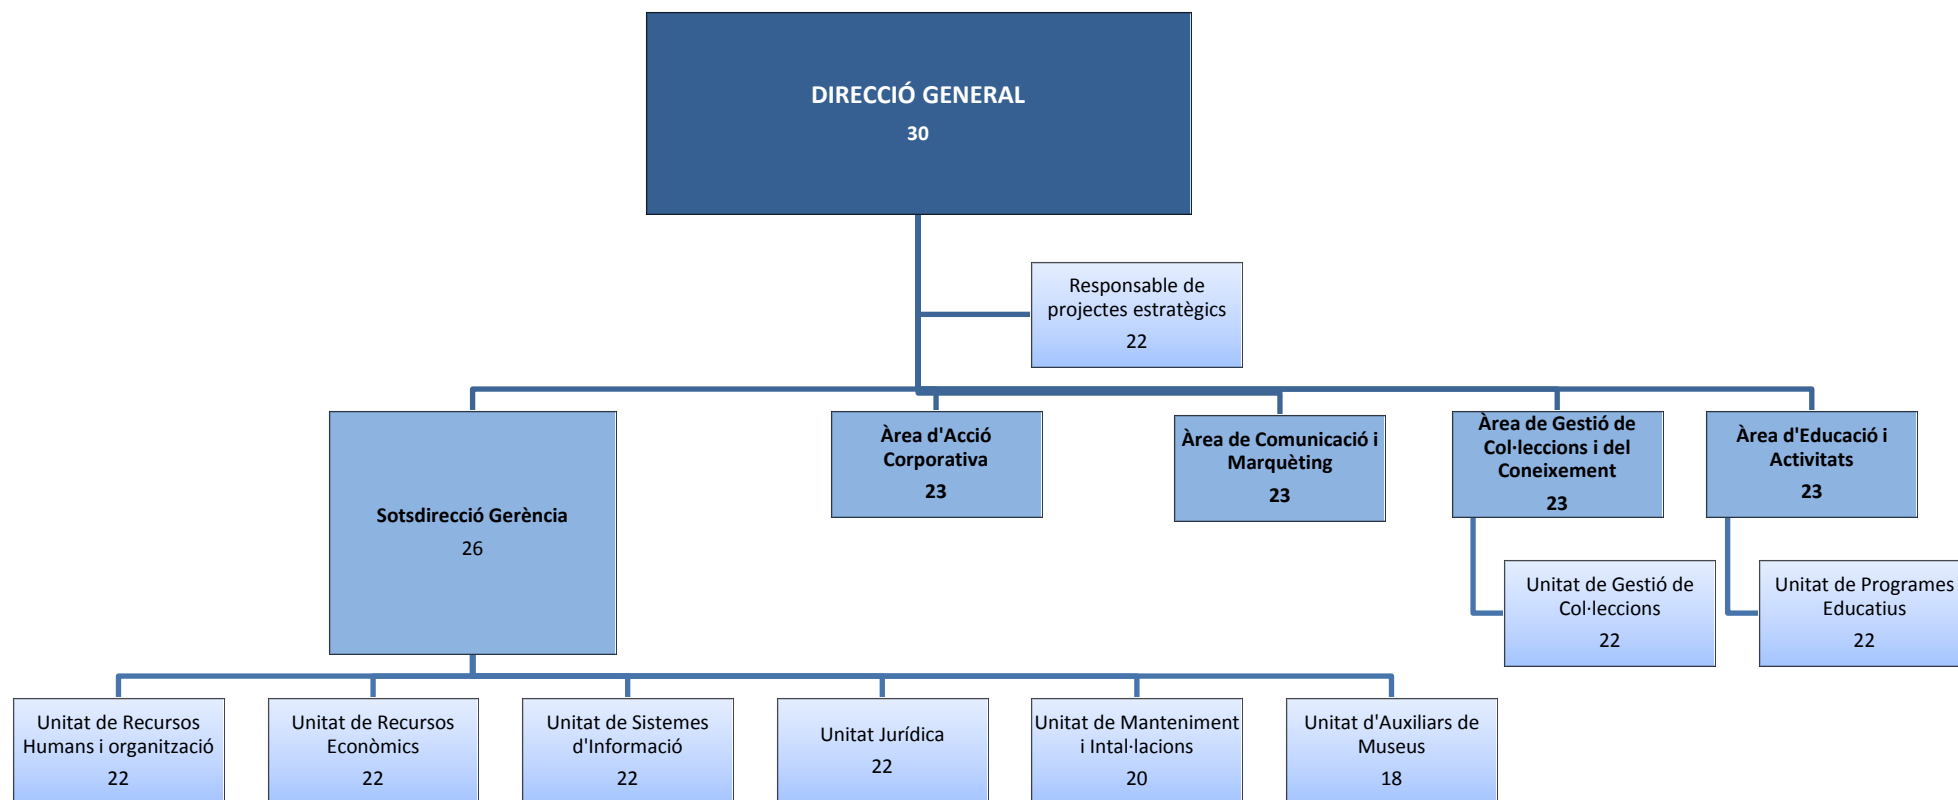 DIRECCIÓ GENERAL
30
Responsable de
projectes estratègics
22
Sotsdirecció Gerència
26
Àrea d'Acció
Corporativa
23
Àrea de Comunicació i
Marquèting
23
Àrea de Gestió de
Col·leccions i del
Coneixement
23
Àrea d'Educació i
Activitats
23
Unitat de Gestió de
Col·leccions
22
Unitat de Programes
Educatius
22
Unitat de Recursos
Humans i organització
22
Unitat de Recursos
Econòmics
22
Unitat de Sistemes
d'Informació
22
Unitat Jurídica
22
Unitat de Manteniment
i Intal·lacions
20
Unitat d'Auxiliars de
Museus
18